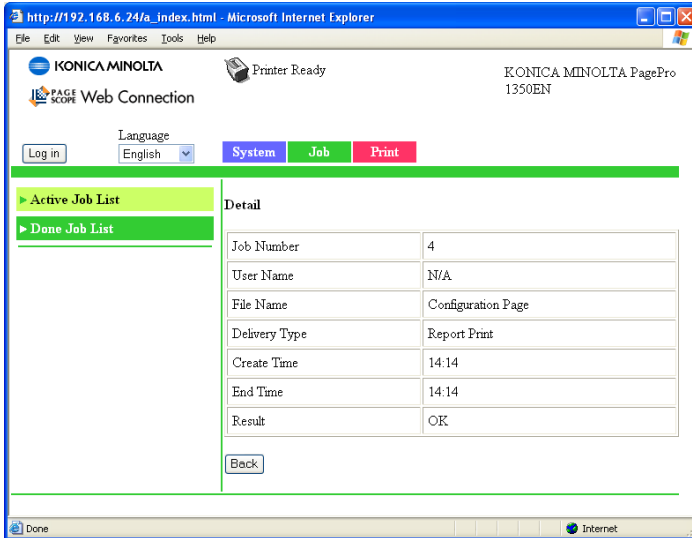 http://192.168.6.24/a_index.html - Microsoft Internet Explorer
File Edit View Favorites Tools Help
KONICA MINOLTA
Printer Ready
KONICA MINOLTA PagePro
1350EN
PAGE SCOPE Web Connection
Language
Log in
English
System
Job
Print
Active Job List
Done Job List
Detail
Job Number 4
User Name N/A
File Name Configuration Page
Delivery Type Report Print
Create Time 14:14
End Time 14:14
Result OK
Back
Done
Internet